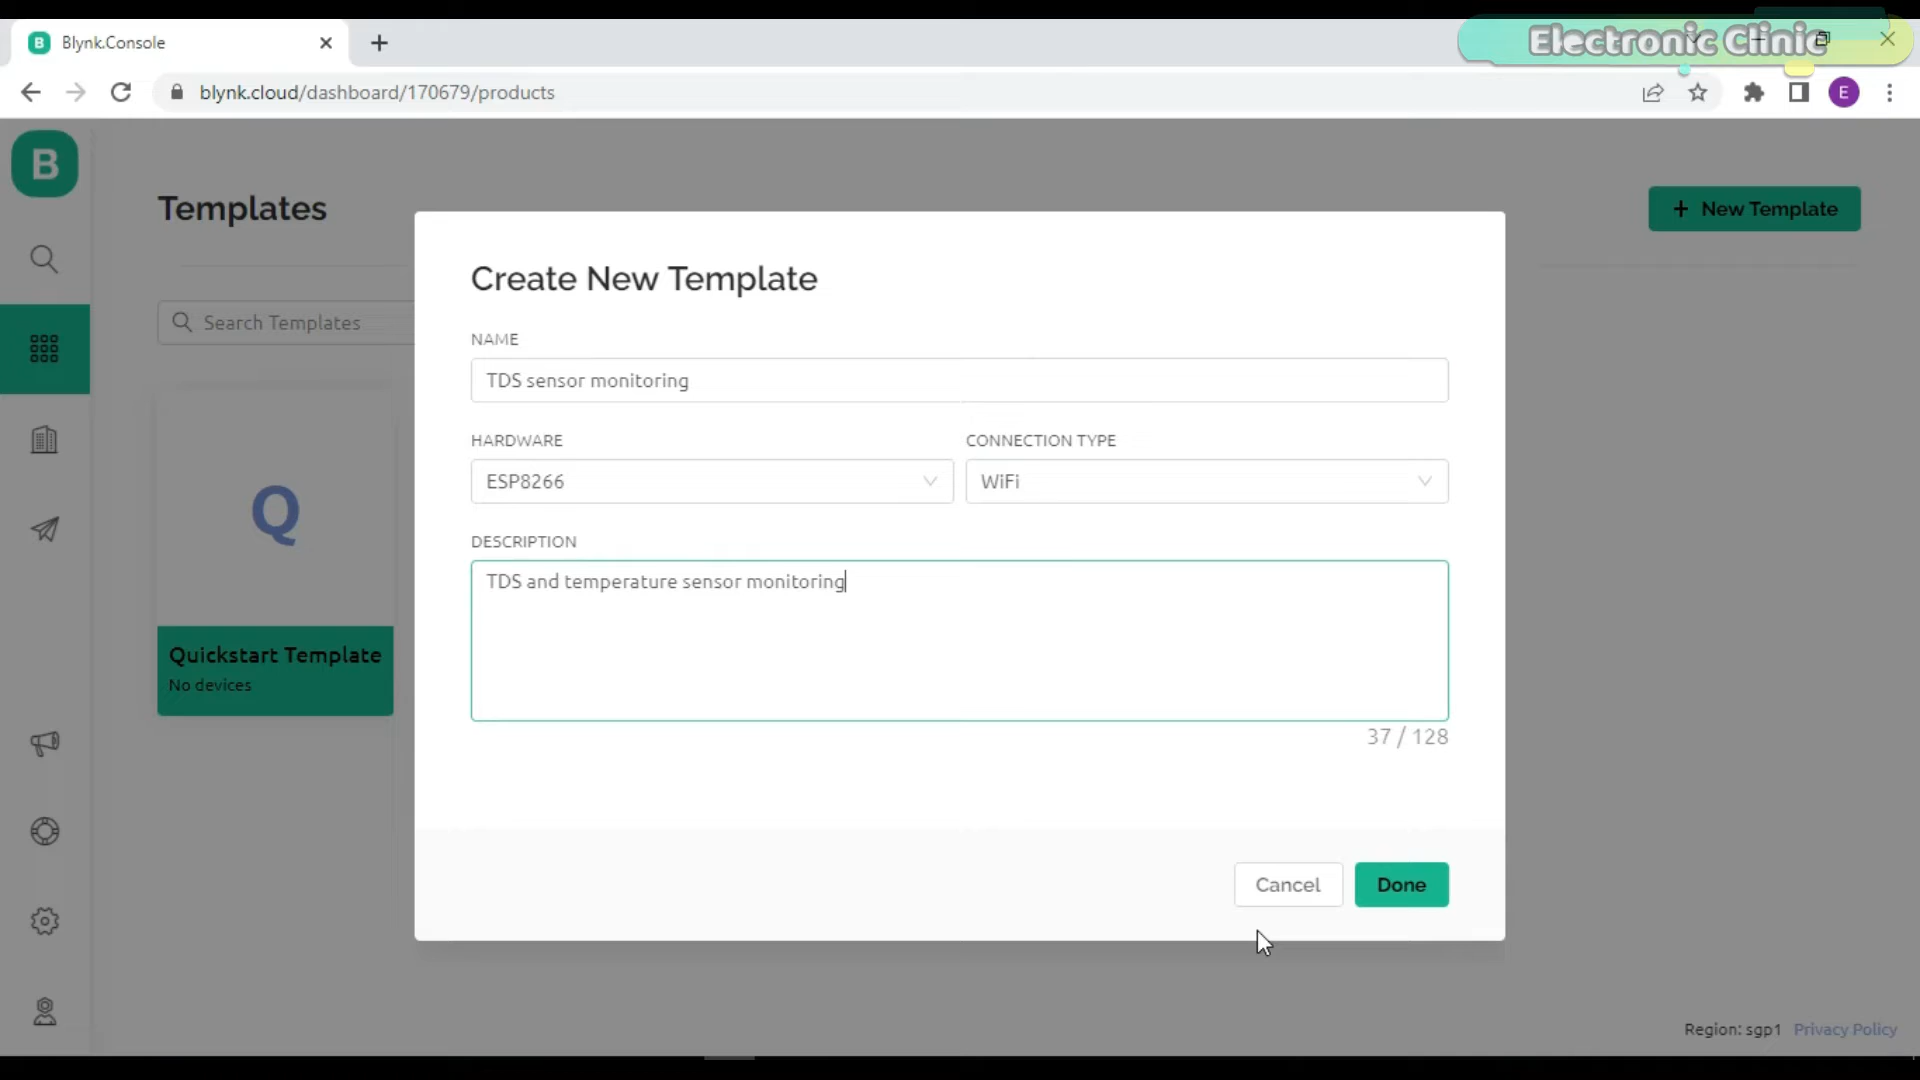 B Blynk.Console
Electronic Clinic
blynk.cloud/dashboard/170679/products
E
B
Templates
+ New Template
Search Templates
Create New Template
NAME
TDS sensor monitoring
HARDWARE
CONNECTION TYPE
ESP8266
WiFi
DESCRIPTION
TDS and temperature sensor monitoring
37 / 128
Q
Quickstart Template
No devices
Cancel
Done
Region: sgp1 Privacy Policy